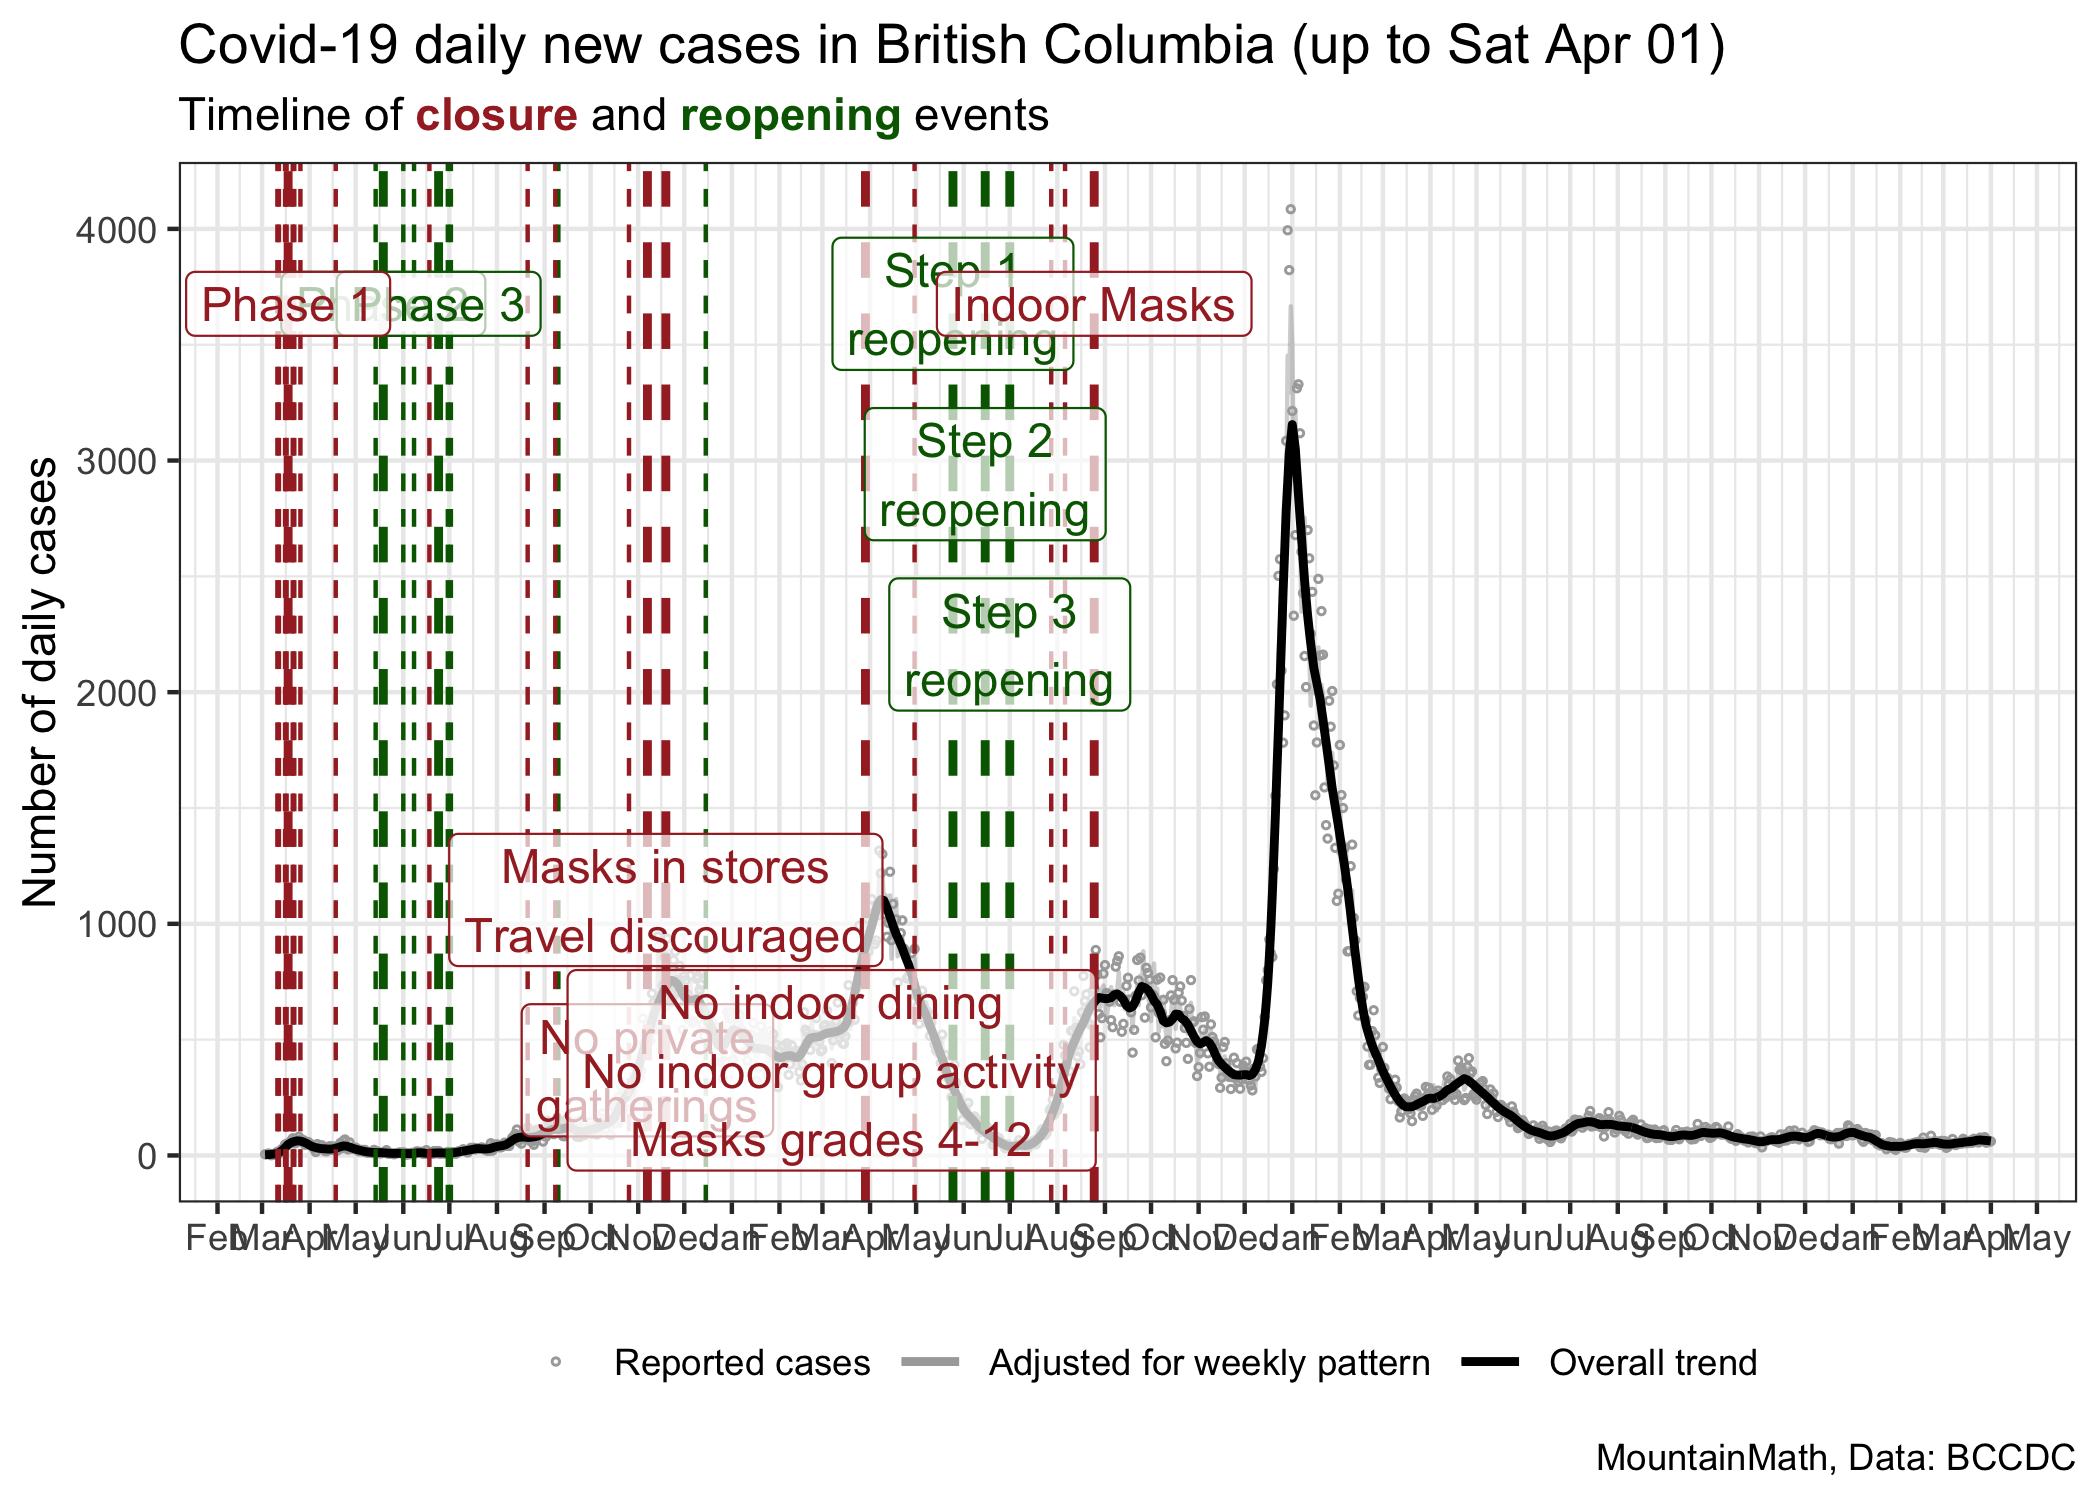 Covid-19 daily new cases in British Columbia (up to Sat Apr 01)
Timeline of closure and reopening events
Number of daily cases
4000
3000
2000
1000
0
Phase 1
Phase 2
Phase 3
Step 1
reopening
Indoor Masks
Step 2
reopening
Step 3
reopening
Masks in stores
Travel discouraged
No private
gatherings
No indoor dining
No indoor group activity
Masks grades 4-12
Feb Mar Apr May Jun Jul Aug Sep Oct Nov Dec Jan Feb Mar Apr May Jun Jul Aug Sep Oct Nov Dec Jan Feb Mar Apr May Jun Jul Aug Sep Oct Nov Dec Jan Feb Mar Apr May
Reported cases Adjusted for weekly pattern Overall trend
MountainMath, Data: BCCDC